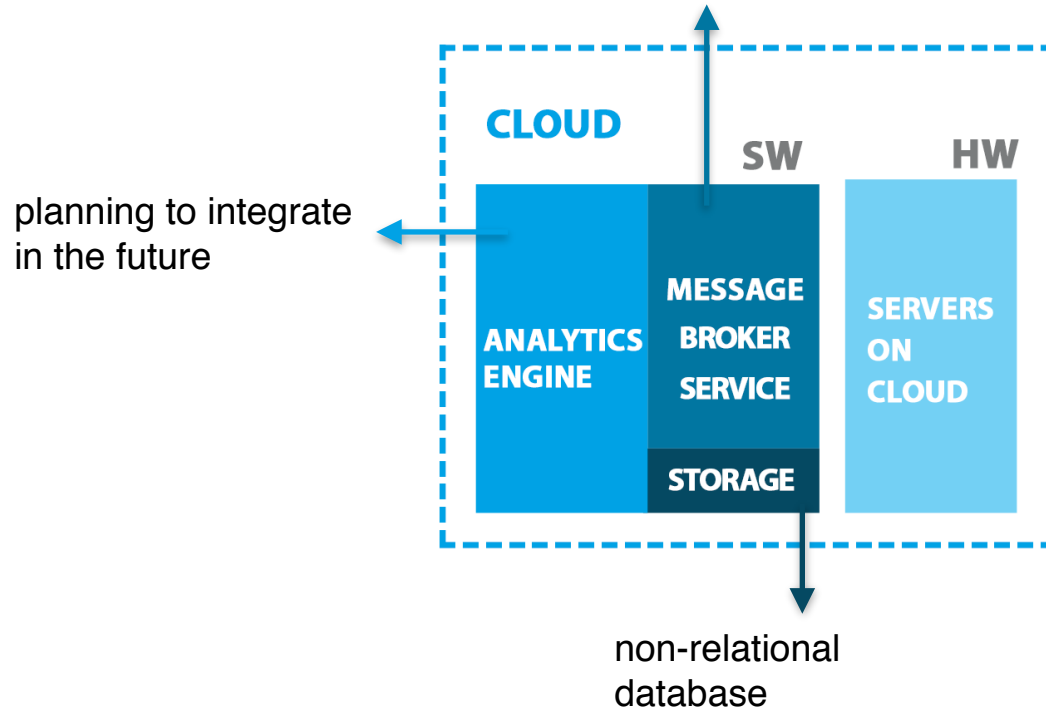 CLOUD
SW
HW
planning to integrate
in the future
ANALYTICS
ENGINE
MESSAGE
BROKER
SERVICE
STORAGE
SERVERS
ON
CLOUD
non-relational
database